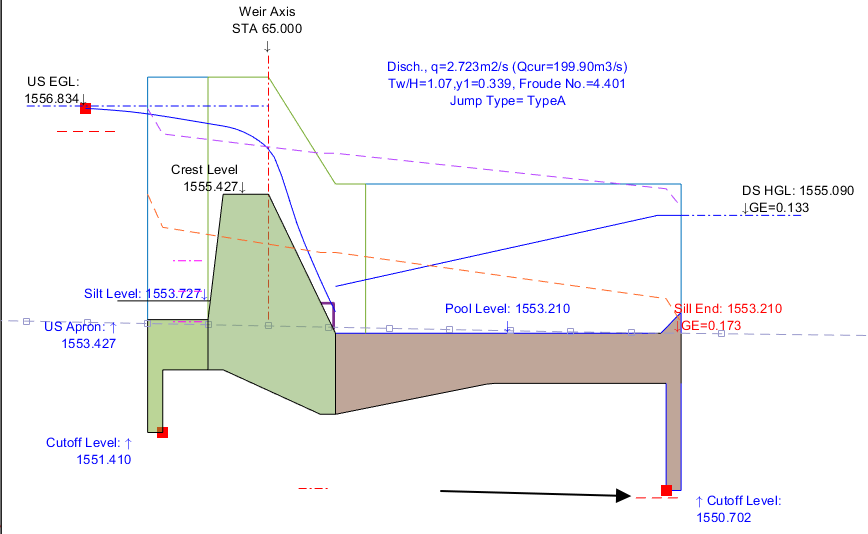 Weir Axis
STA 65.000
↓
Disch., q=2.723m2/s (Qcur=199.90m3/s)
Tw/H=1.07,y1=0.339, Froude No.=4.401
Jump Type= TypeA
US EGL:
1556.834↓
Crest Level
1555.427↓
DS HGL: 1555.090
↓GE=0.133
Silt Level: 1553.727↓
Pool Level: 1553.210
↓
Sill End: 1553.210
↓GE=0.173
US Apron: ↑
1553.427
Cutoff Level: ↑
1551.410
↑ Cutoff Level:
1550.702